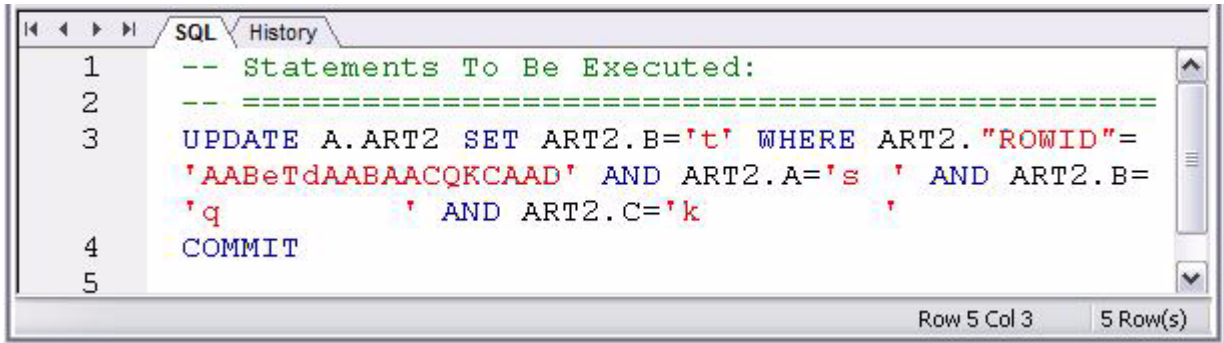 SQL History
1 -- Statements To Be Executed:
2 -- ==============================================
3 UPDATE A.ART2 SET ART2.B='t' WHERE ART2."ROWID"=
'AABeTdAABAACQKCAAD' AND ART2.A='s ' AND ART2.B=
'q         ' AND ART2.C='k         '
4 COMMIT
5
Row 5 Col 3 5 Row(s)